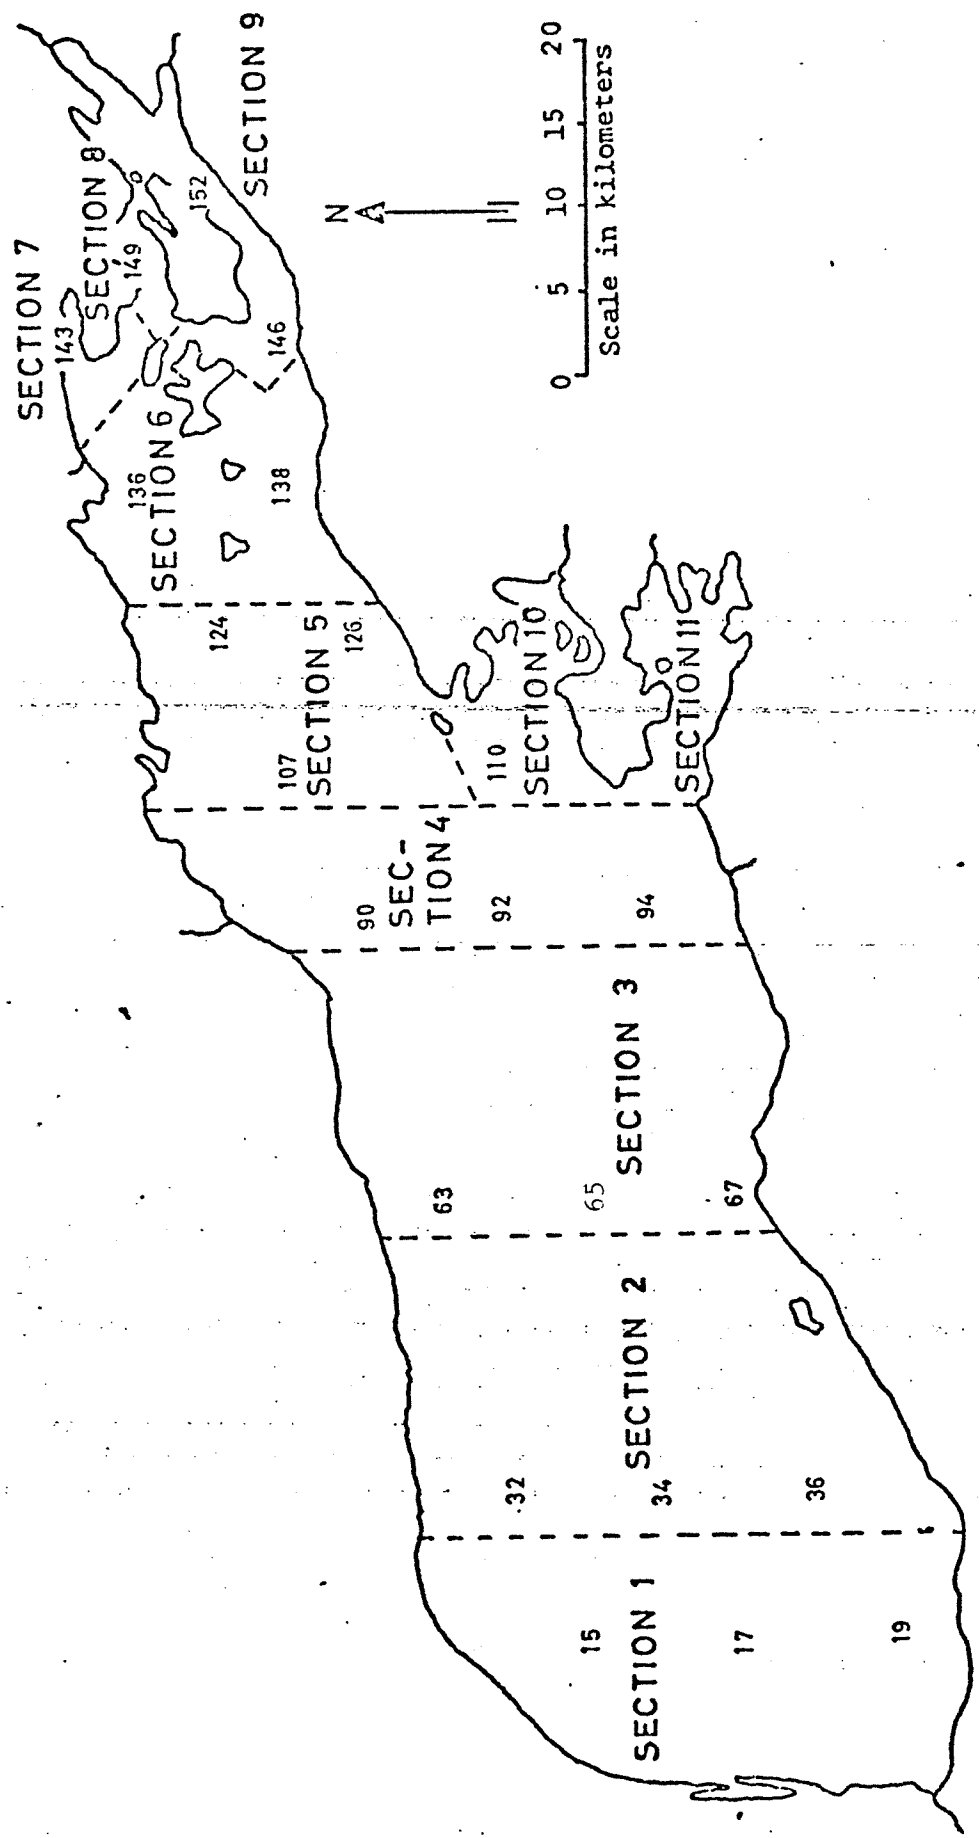 SECTION 7
143
SECTION 8
149
152
SECTION 9
146
136
SECTION 6
138
124
SECTION 5
126
107
110
SECTION 10
SECTION 11
90
SEC-
TION 4
92
94
SECTION 3
63
65
67
SECTION 2
32
34
36
SECTION 1
15
17
19
N
0 5 10 15 20
Scale in kilometers